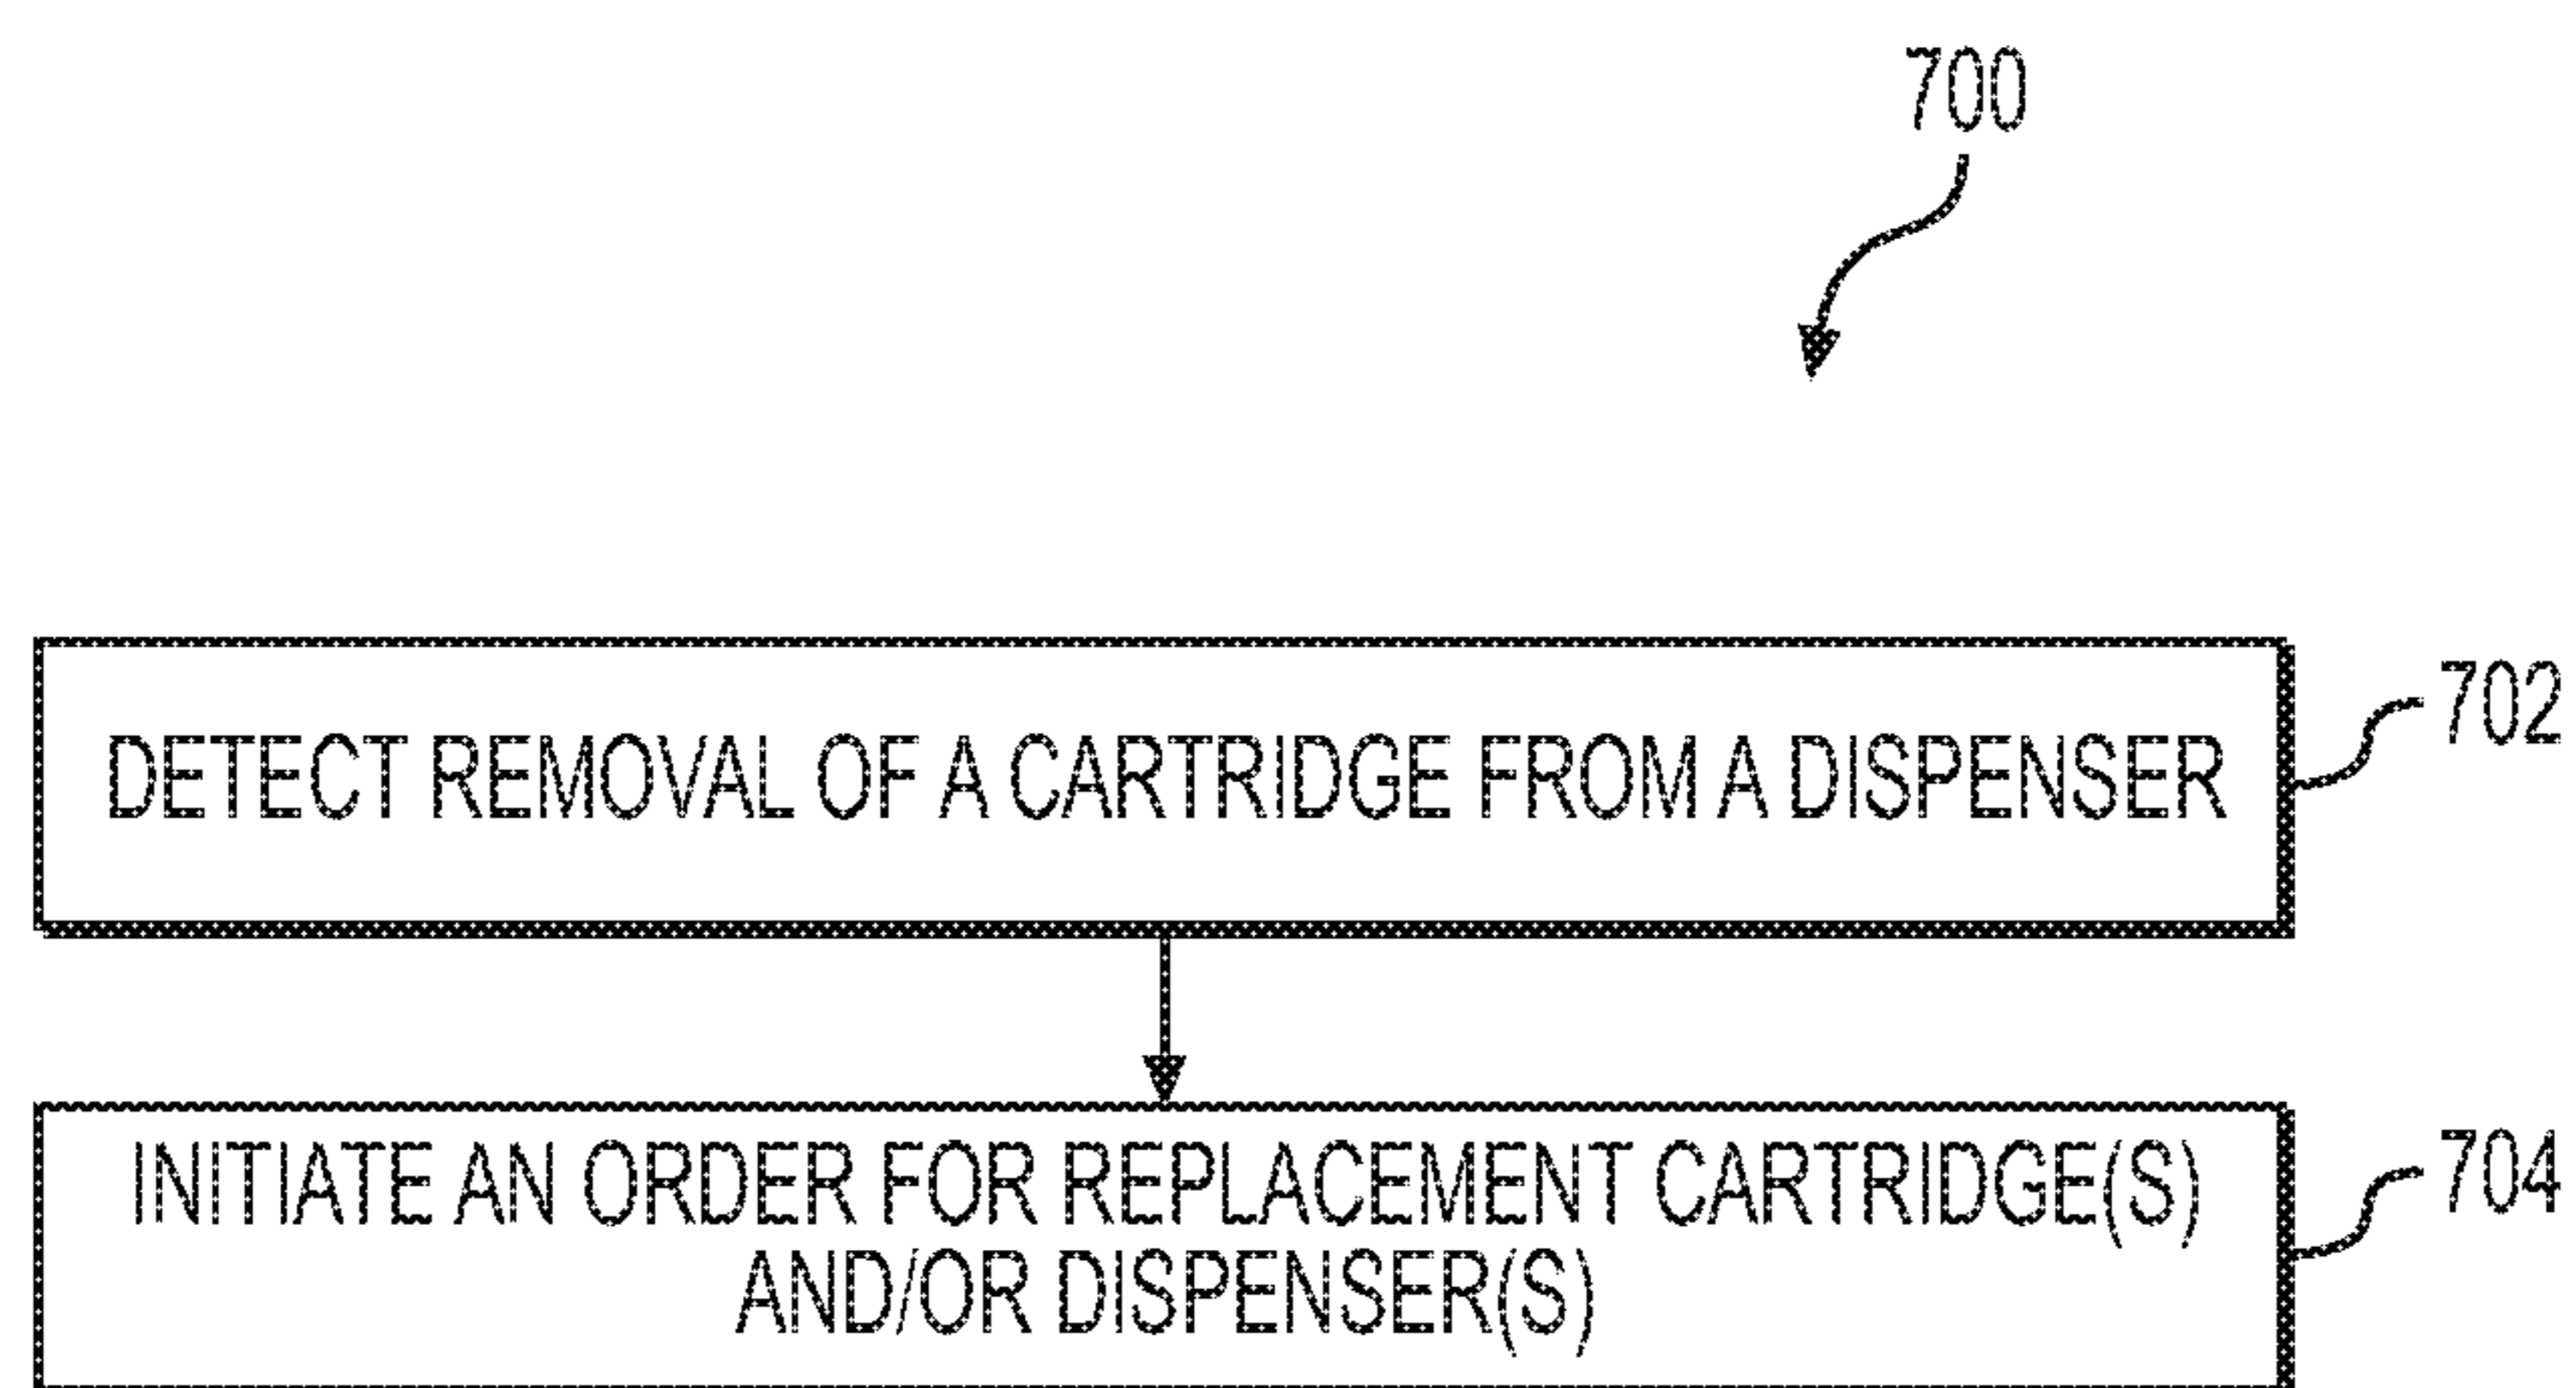 700
DETECT REMOVAL OF A CARTRIDGE FROM A DISPENSER
702
INITIATE AN ORDER FOR REPLACEMENT CARTRIDGE(S)
AND/OR DISPENSER(S)
704